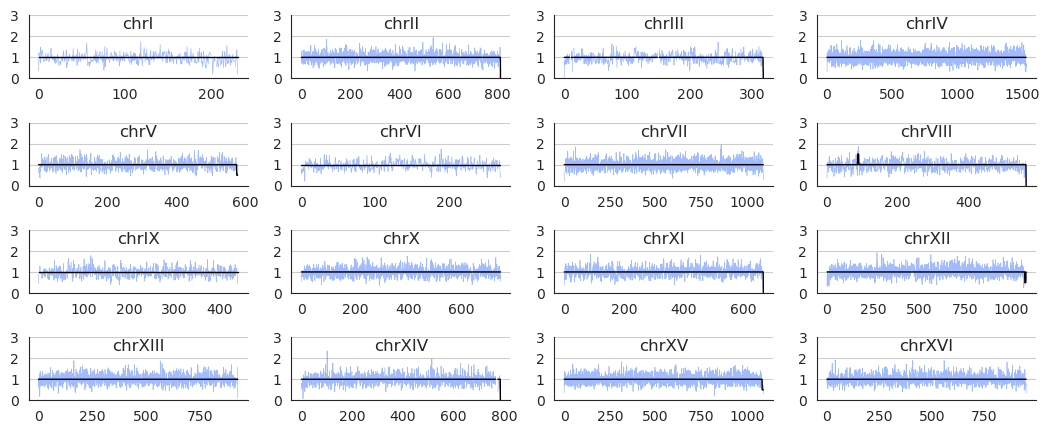 3 chrI 3 chrII 3 chrIII 3 chrIV
2 2 2 2
1 1 1 1
0 0 0 0
0 100 200 0 200 400 600 800 0 100 200 300 0 500 1000 1500
3 chrV 3 chrVI 3 chrVII 3 chrVIII
2 2 2 2
1 1 1 1
0 0 0 0
0 200 400 600 0 100 200 0 250 500 750 1000 0 200 400
3 chrIX 3 chrX 3 chrXI 3 chrXII
2 2 2 2
1 1 1 1
0 0 0 0
0 100 200 300 400 0 200 400 600 0 200 400 600 0 250 500 750 1000
3 chrXIII 3 chrXIV 3 chrXV 3 chrXVI
2 2 2 2
1 1 1 1
0 0 0 0
0 250 500 750 0 200 400 600 800 0 250 500 750 1000 0 250 500 750